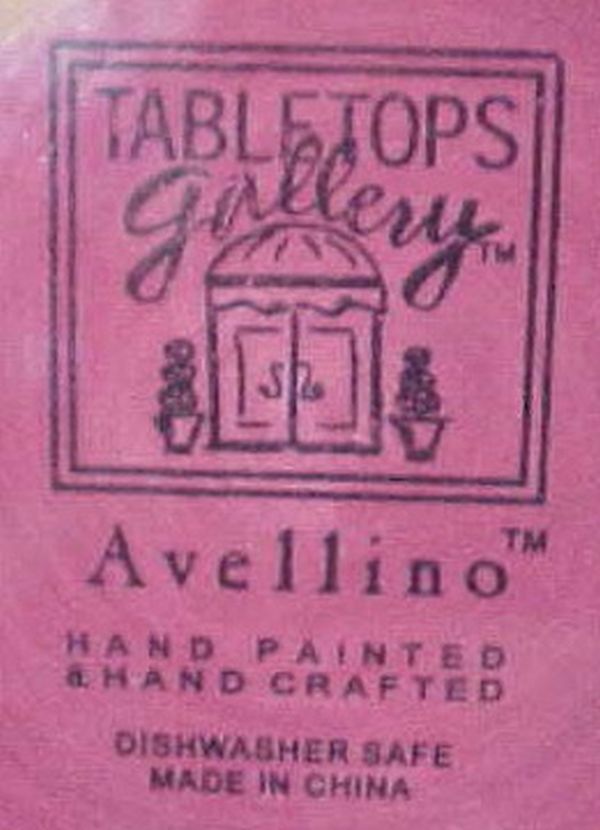 TABLETOPS
gallery™
Avellino™
HAND PAINTED
& HAND CRAFTED
DISHWASHER SAFE
MADE IN CHINA